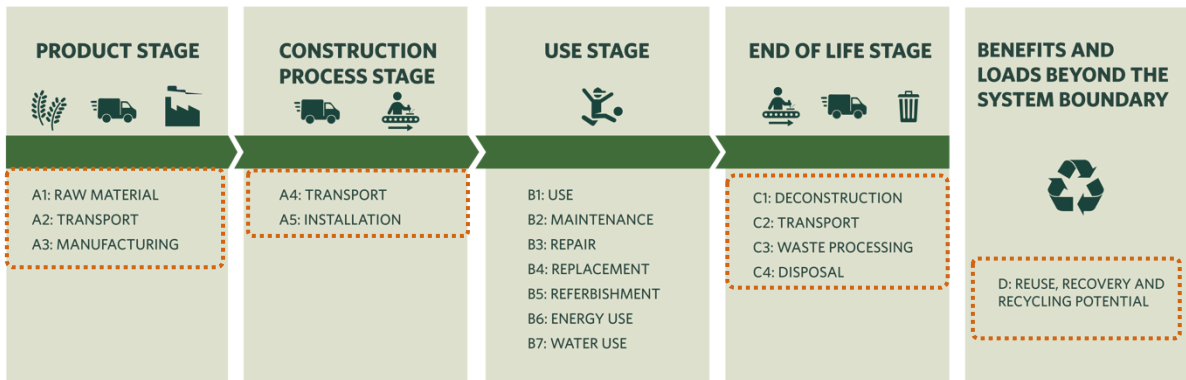 PRODUCT STAGE
A1: RAW MATERIAL
A2: TRANSPORT
A3: MANUFACTURING
CONSTRUCTION
PROCESS STAGE
A4: TRANSPORT
A5: INSTALLATION
USE STAGE
B1: USE
B2: MAINTENANCE
B3: REPAIR
B4: REPLACEMENT
B5: REFERBISHMENT
B6: ENERGY USE
B7: WATER USE
END OF LIFE STAGE
C1: DECONSTRUCTION
C2: TRANSPORT
C3: WASTE PROCESSING
C4: DISPOSAL
BENEFITS AND
LOADS BEYOND THE
SYSTEM BOUNDARY
D: REUSE, RECOVERY AND
RECYCLING POTENTIAL